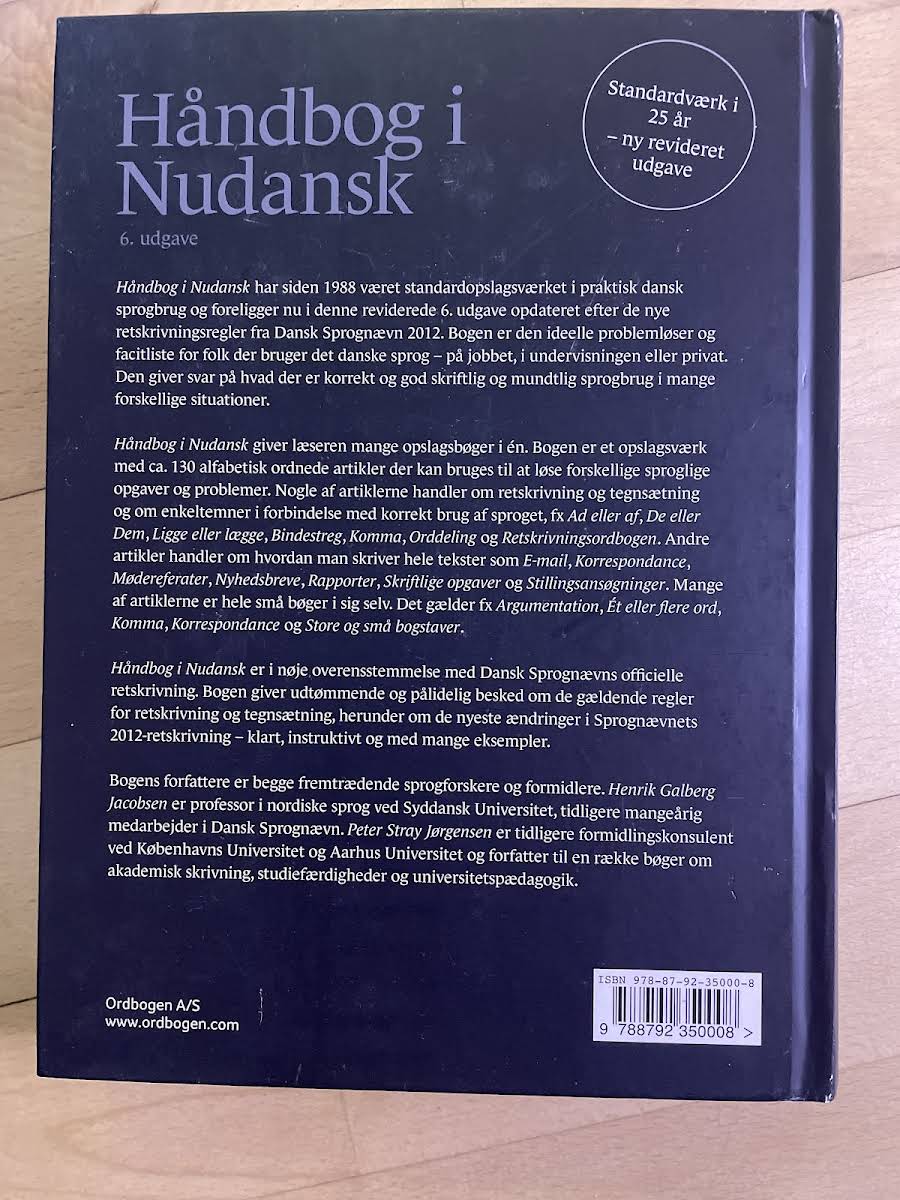 Håndbog i
Nudansk
6. udgave
Standardværk i
25 år
– ny revideret
udgave
Håndbog i Nudansk har siden 1988 været standardopslagsværket i praktisk dansk
sprogbrug og foreligger nu i denne reviderede 6. udgave opdateret efter de nye
retskrivningsregler fra Dansk Sprognævn 2012. Bogen er den ideelle problemløser og
facitliste for folk der bruger det danske sprog – på jobbet, i undervisningen eller privat.
Den giver svar på hvad der er korrekt og god skriftlig og mundtlig sprogbrug i mange
forskellige situationer.
Håndbog i Nudansk giver læseren mange opslagsbøger i én. Bogen er et opslagsværk
med ca. 130 alfabetisk ordnede artikler der kan bruges til at løse forskellige sproglige
opgaver og problemer. Nogle af artiklerne handler om retskrivning og tegnsætning
og om enkeltemner i forbindelse med korrekt brug af sproget, fx Ad eller af, De eller
Dem, Ligge eller lægge, Bindestreg, Komma, Orddeling og Retskrivningsordbogen. Andre
artikler handler om hvordan man skriver hele tekster som E-mail, Korrespondance,
Mødereferater, Nyhedsbreve, Rapporter, Skriftlige opgaver og Stillingsansøgninger. Mange
af artiklerne er hele små bøger i sig selv. Det gælder fx Argumentation, Ét eller flere ord,
Komma, Korrespondance og Store og små bogstaver.
Håndbog i Nudansk er i nøje overensstemmelse med Dansk Sprognævns officielle
retskrivning. Bogen giver udtømmende og pålidelig besked om de gældende regler
for retskrivning og tegnsætning, herunder om de nyeste ændringer i Sprognævnets
2012-retskrivning – klart, instruktivt og med mange eksempler.
Bogens forfattere er begge fremtrædende sprogforskere og formidlere. Henrik Galberg
Jacobsen er professor i nordiske sprog ved Syddansk Universitet, tidligere mangeårig
medarbejder i Dansk Sprognævn. Peter Stray Jørgensen er tidligere formidlingskonsulent
ved Københavns Universitet og Aarhus Universitet og forfatter til en række bøger om
akademisk skrivning, studiefærdigheder og universitetspædagogik.
Ordbogen A/S
www.ordbogen.com
ISBN 978-87-92-35000-8
9 788792 350008 >